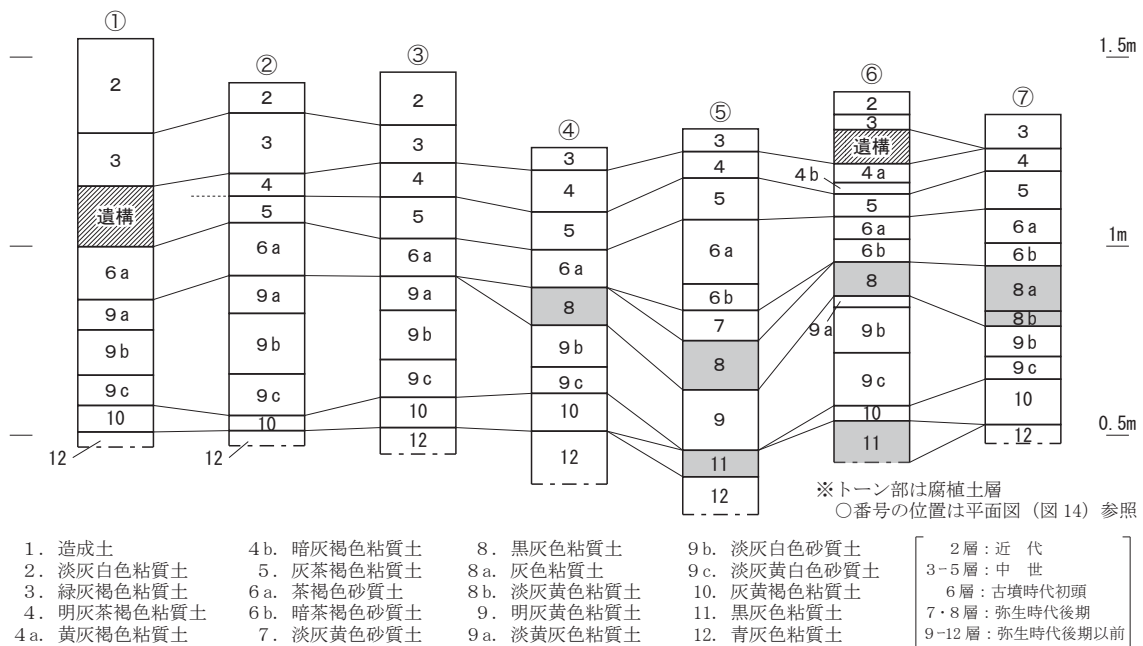 ①
②
③
④
⑤
⑥
⑦
1.5m
1m
0.5m
2
3
遺構
6a
9a
9b
9c
10
12
2
3
4
5
6a
9a
9b
9c
10
12
2
3
4
5
6a
9a
9b
9c
10
12
3
4
5
6a
8
9b
9c
10
12
3
4
5
6a
6b
7
8
9
11
12
2
3
遺構
4a
4b
5
6a
6b
8
9a
9b
9c
10
11
3
4
5
6a
6b
8a
8b
9b
9c
10
12
※トーン部は腐植土層
○番号の位置は平面図（図14）参照
1. 造成土
2. 淡灰白色粘質土
3. 緑灰褐色粘質土
4. 明灰茶褐色粘質土
4a. 黄灰褐色粘質土
4b. 暗灰褐色粘質土
5. 灰茶褐色粘質土
6a. 茶褐色砂質土
6b. 暗茶褐色砂質土
7. 淡灰黄色砂質土
8. 黒灰色粘質土
8a. 灰色粘質土
8b. 淡灰黄色粘質土
9. 明灰黄色粘質土
9a. 淡黄灰色粘質土
9b. 淡灰白色砂質土
9c. 淡灰黄白色砂質土
10. 灰黄褐色粘質土
11. 黒灰色粘質土
12. 青灰色粘質土
2層：近　代
3-5層：中　世
6層：古墳時代初頭
7・8層：弥生時代後期
9-12層：弥生時代後期以前